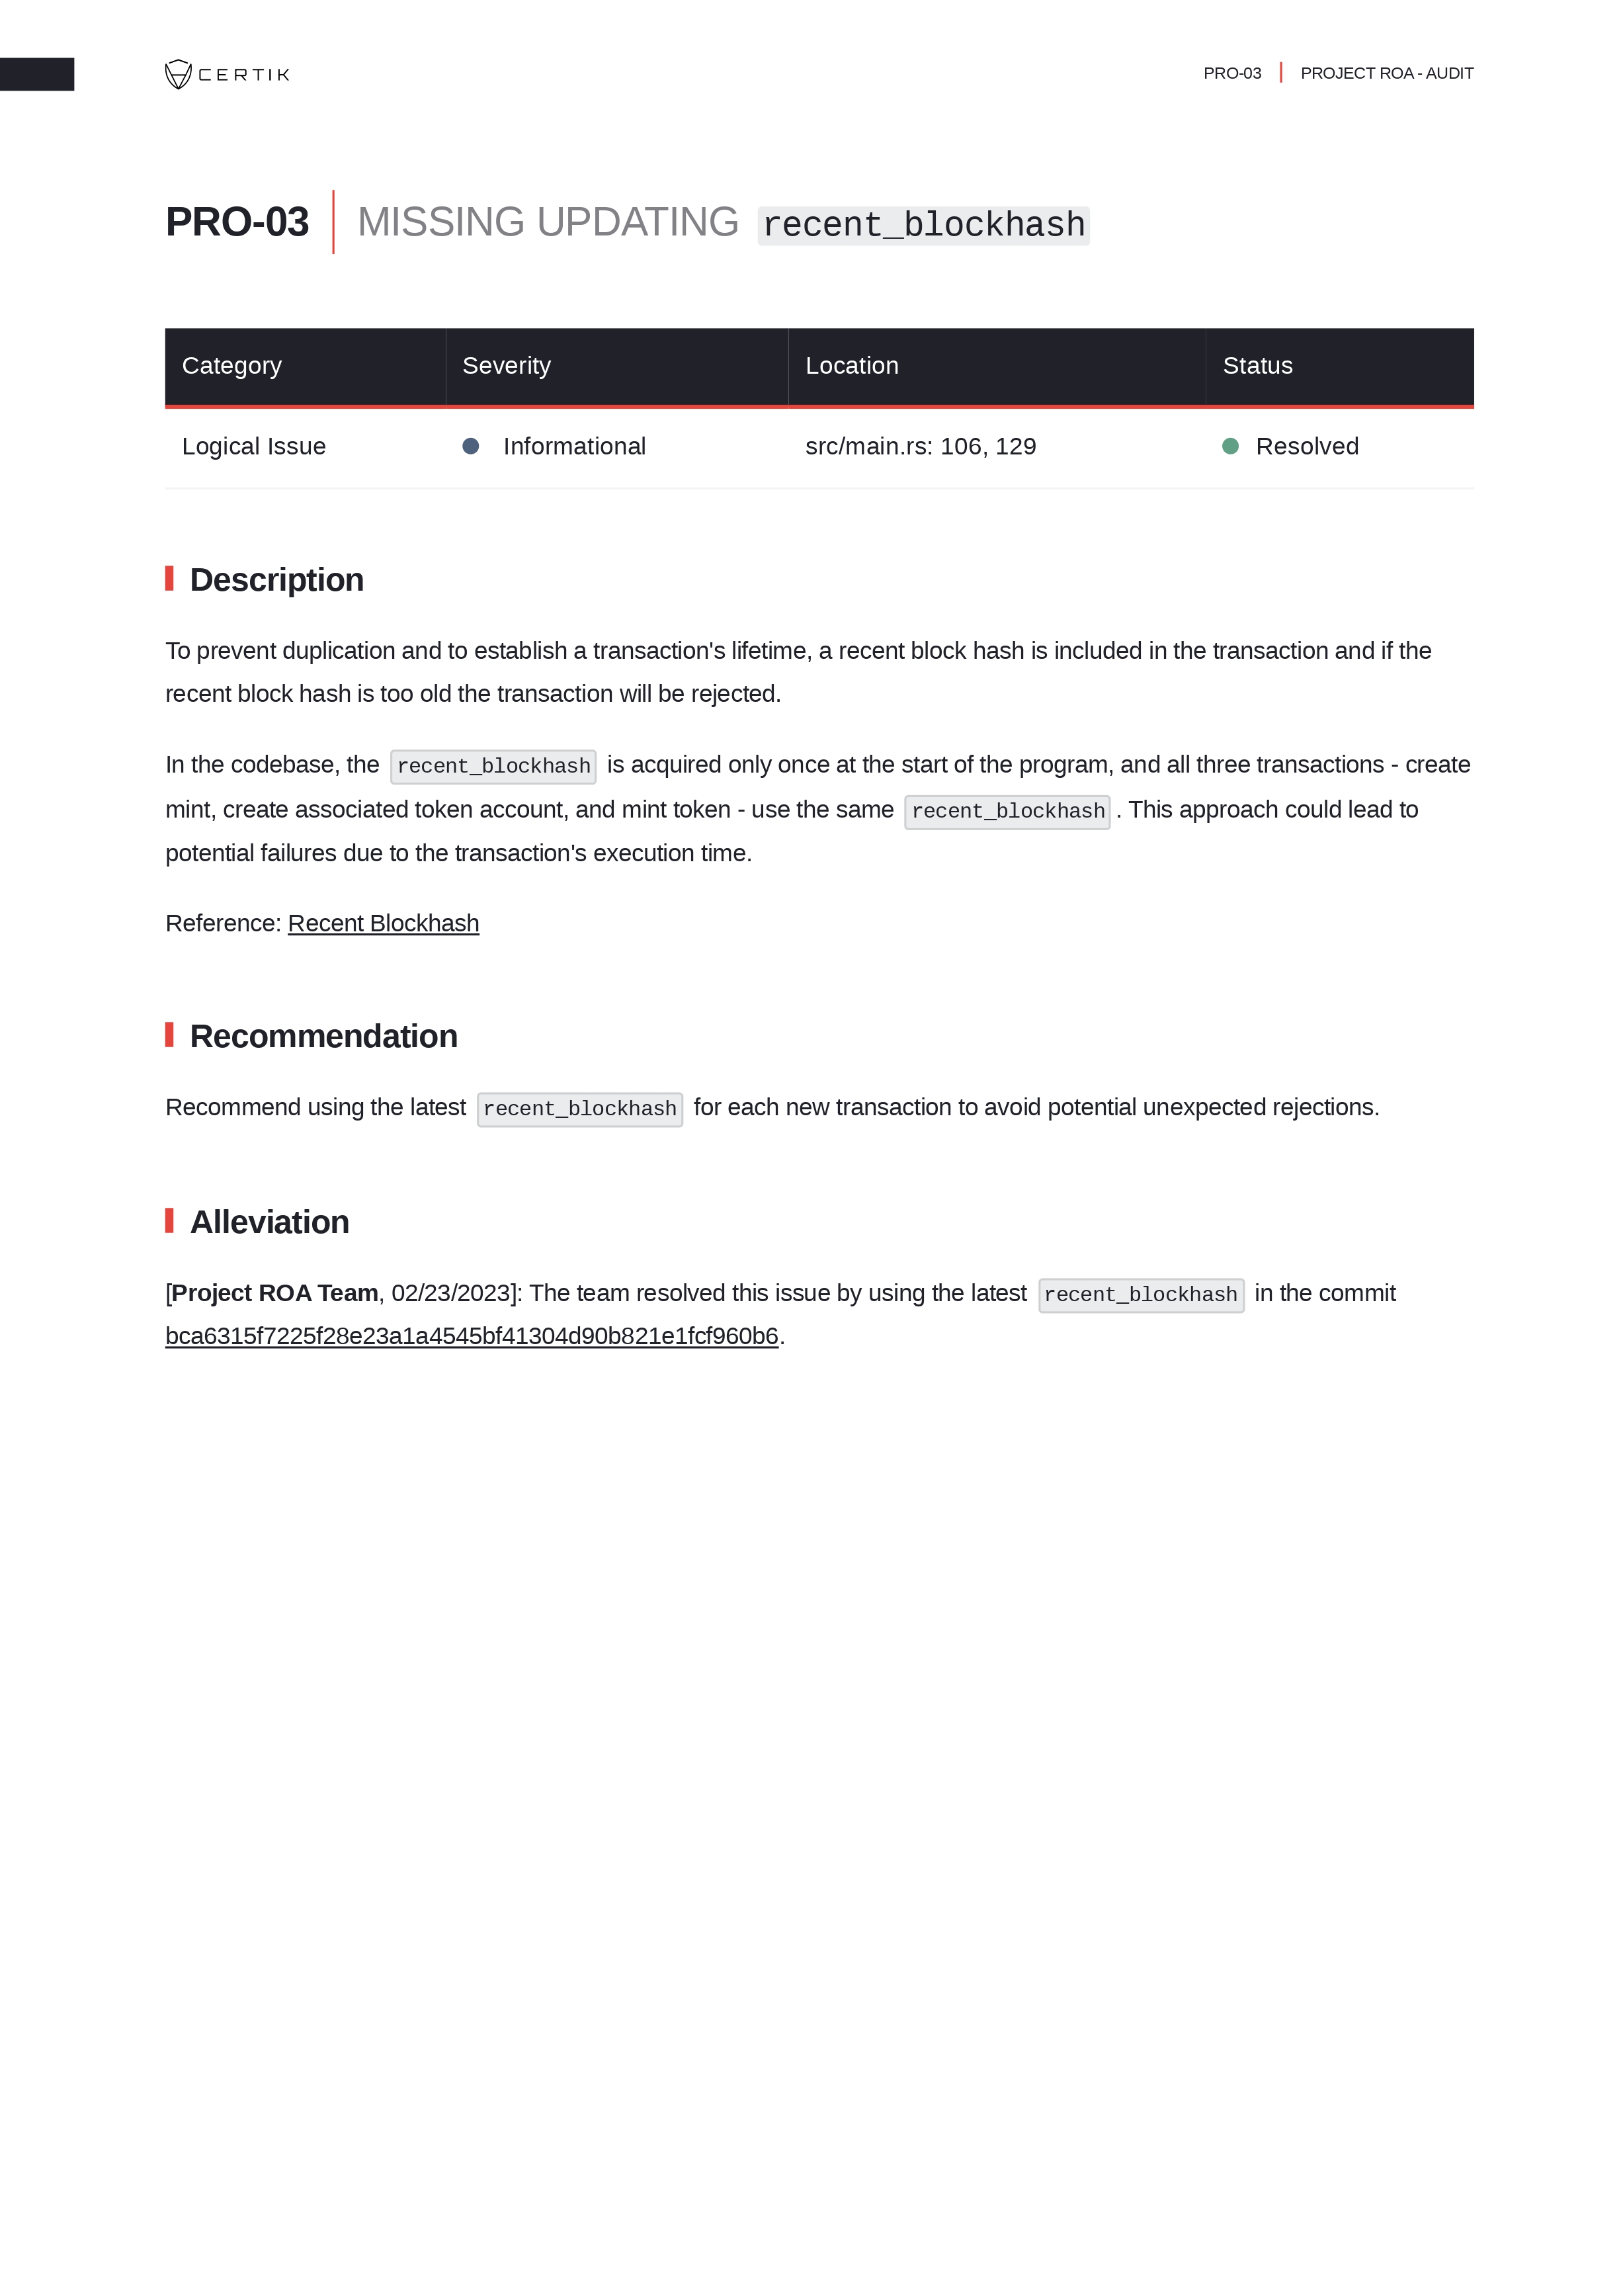 CERTIK
PRO-03 PROJECT ROA - AUDIT
PRO-03 MISSING UPDATING recent_blockhash
Category Severity Location Status
Logical Issue Informational src/main.rs: 106, 129 Resolved
Description
To prevent duplication and to establish a transaction's lifetime, a recent block hash is included in the transaction and if the
recent block hash is too old the transaction will be rejected.
In the codebase, the recent_blockhash is acquired only once at the start of the program, and all three transactions - create
mint, create associated token account, and mint token - use the same recent_blockhash . This approach could lead to
potential failures due to the transaction's execution time.
Reference: Recent Blockhash
Recommendation
Recommend using the latest recent_blockhash for each new transaction to avoid potential unexpected rejections.
Alleviation
[Project ROA Team, 02/23/2023]: The team resolved this issue by using the latest recent_blockhash in the commit
bca6315f7225f28e23a1a4545bf41304d90b821e1fcf960b6.